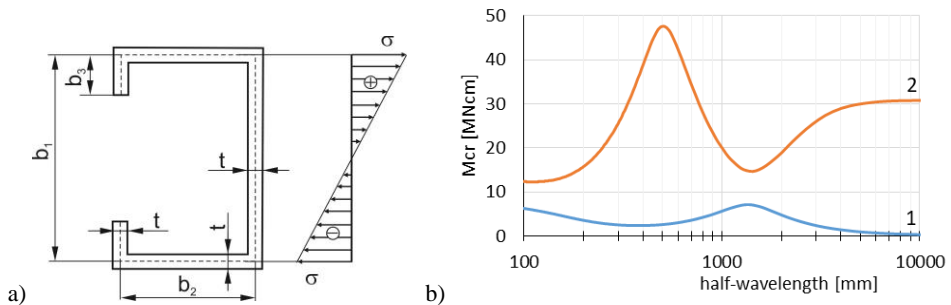 σ
b₃
⊕
b₁
t
t
t
⊖
σ
b₂
a)
50
40
30
20
10
0
Mcr [MNcm]
2
1
100
1000
10000
half-wavelength [mm]
b)